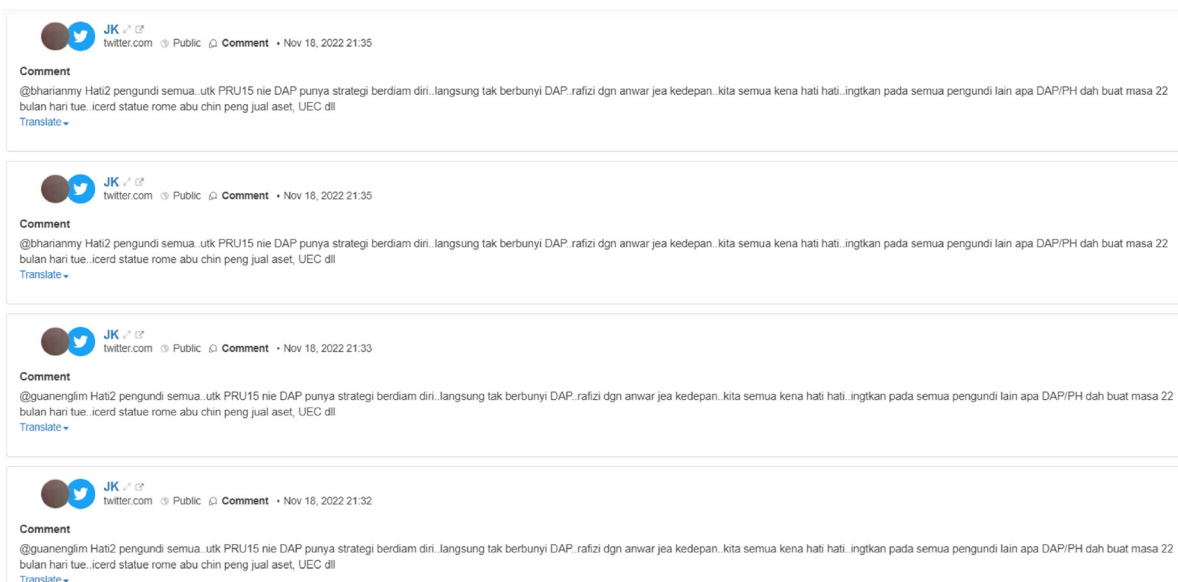 JK
twitter.com Public Comment • Nov 18, 2022 21:35
Comment
@bharianmy Hati2 pengundi semua..utk PRU15 nie DAP punya strategi berdiam diri..langsung tak berbunyi DAP..rafizi dgn anwar jea kedepan..kita semua kena hati hati..ingtkan pada semua pengundi lain apa DAP/PH dah buat masa 22
bulan hari tue..icerd statue rome abu chin peng jual aset, UEC dll
Translate
JK
twitter.com Public Comment • Nov 18, 2022 21:35
Comment
@bharianmy Hati2 pengundi semua..utk PRU15 nie DAP punya strategi berdiam diri..langsung tak berbunyi DAP..rafizi dgn anwar jea kedepan..kita semua kena hati hati..ingtkan pada semua pengundi lain apa DAP/PH dah buat masa 22
bulan hari tue..icerd statue rome abu chin peng jual aset, UEC dll
Translate
JK
twitter.com Public Comment • Nov 18, 2022 21:33
Comment
@guanenglim Hati2 pengundi semua..utk PRU15 nie DAP punya strategi berdiam diri..langsung tak berbunyi DAP..rafizi dgn anwar jea kedepan..kita semua kena hati hati..ingtkan pada semua pengundi lain apa DAP/PH dah buat masa 22
bulan hari tue..icerd statue rome abu chin peng jual aset, UEC dll
Translate
JK
twitter.com Public Comment • Nov 18, 2022 21:32
Comment
@guanenglim Hati2 pengundi semua..utk PRU15 nie DAP punya strategi berdiam diri..langsung tak berbunyi DAP..rafizi dgn anwar jea kedepan..kita semua kena hati hati..ingtkan pada semua pengundi lain apa DAP/PH dah buat masa 22
bulan hari tue..icerd statue rome abu chin peng jual aset, UEC dll
Translate